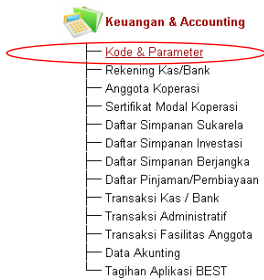 Keuangan & Accounting
Kode & Parameter
Rekening Kas/Bank
Anggota Koperasi
Sertifikat Modal Koperasi
Daftar Simpanan Sukarela
Daftar Simpanan Investasi
Daftar Simpanan Berjangka
Daftar Pinjaman/Pembiayaan
Transaksi Kas / Bank
Transaksi Administratif
Transaksi Fasilitas Anggota
Data Akunting
Tagihan Aplikasi BEST